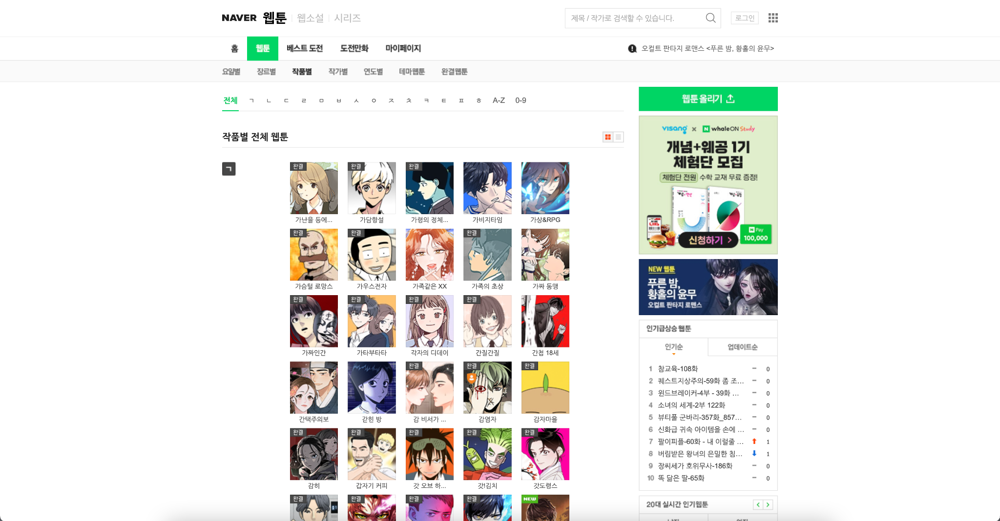 NAVER 웹툰 웹소설 시리즈
제목 / 작가로 검색할 수 있습니다.
로그인
홈 웹툰 베스트 도전 도전만화 마이페이지
오컬트 판타지 로맨스 <푸른 밤, 황홀의 윤무>
요일별 장르별 작품별 작가별 연도별 테마웹툰 완결웹툰
전체 ㄱ ㄴ ㄷ ㄹ ㅁ ㅂ ㅅ ㅇ ㅈ ㅊ ㅋ ㅌ ㅍ ㅎ A-Z 0-9
작품별 전체 웹툰
ㄱ
완결 완결 완결
가난을 등에... 가담항설 가령의 정체... 가비지타임 가상&RPG
완결 완결 완결
가슴털 로망스 가우스전자 가족같은 XX 가족의 초상 가짜 동맹
완결 완결 완결 완결
가짜인간 가타부타타 각자의 디데이 간질간질 간첩 18세
완결 완결 완결
간택주의보 갇힌 방 감 비서가 ... 감염자 감자마을
완결 완결 완결 완결 완결
감히 갑자기 커피 갓 오브 하... 갓!김치 갓도령스
완결 완결 완결 완결 NEW
웹툰 올리기
visang x N whaleON Study
개념+웨공 1기
체험단 모집
체험단 전원 수학 교재 무료 증정!
신청하기 >
N Pay
100,000
NEW 웹툰
푸른 밤,
황홀의 윤무
오컬트 판타지 로맨스
인기급상승 웹툰
인기순 업데이트순
1 참교육-108화 0
2 퀘스트지상주의-59화 좀 조... 0
3 윈드브레이커-4부 - 39화 ... 0
4 소녀의 세계-2부 122화 0
5 뷰티풀 군바리-357화_857... 0
6 신화급 귀속 아이템을 손에 ... 0
7 팔이피플-60화 - 내 이럴줄 ... 1
8 버림받은 왕녀의 은밀한 침... 1
9 장씨세가 호위무사-186화 0
10 똑 닮은 딸-65화 0
20대 실시간 인기웹툰